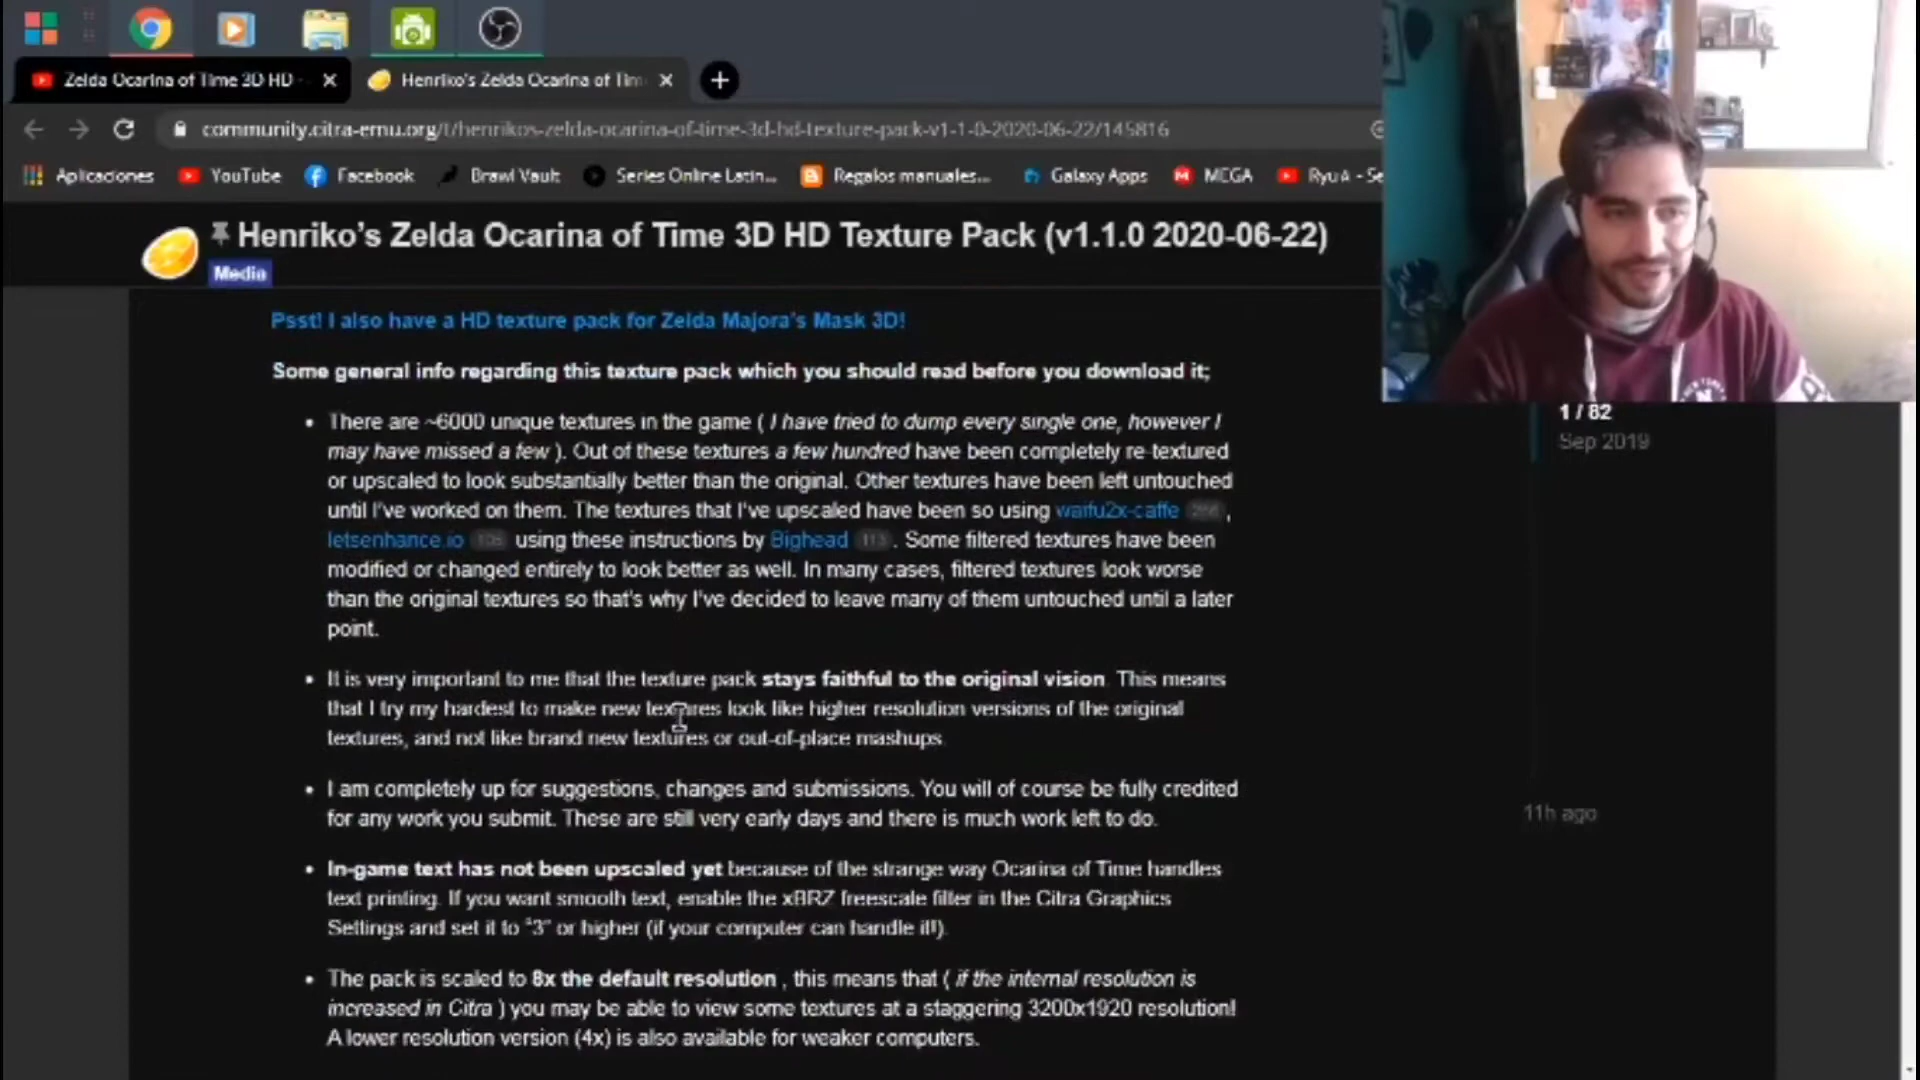 Zelda Ocarina of Time 3D HD -
Henriko's Zelda Ocarina of Tim
community.citra-emu.org/t/henrikos-zelda-ocarina-of-time-3d-hd-texture-pack-v1-1-0-2020-06-22/145816
Aplicaciones YouTube Facebook Brawl Vault Series Online Latin... Regalos manuales... Galaxy Apps MEGA RyuA - Se
Henriko's Zelda Ocarina of Time 3D HD Texture Pack (v1.1.0 2020-06-22)
Media
Psst! I also have a HD texture pack for Zelda Majora's Mask 3D!
Some general info regarding this texture pack which you should read before you download it;
• There are ~6000 unique textures in the game ( I have tried to dump every single one, however I
may have missed a few ). Out of these textures a few hundred have been completely re-textured
or upscaled to look substantially better than the original. Other textures have been left untouched
until I've worked on them. The textures that I've upscaled have been so using waifu2x-caffe ,
letsenhance.io using these instructions by Bighead . Some filtered textures have been
modified or changed entirely to look better as well. In many cases, filtered textures look worse
than the original textures so that's why I've decided to leave many of them untouched until a later
point.
• It is very important to me that the texture pack stays faithful to the original vision. This means
that I try my hardest to make new textures look like higher resolution versions of the original
textures, and not like brand new textures or out-of-place mashups.
• I am completely up for suggestions, changes and submissions. You will of course be fully credited
for any work you submit. These are still very early days and there is much work left to do.
• In-game text has not been upscaled yet because of the strange way Ocarina of Time handles
text printing. If you want smooth text, enable the xBRZ freescale filter in the Citra Graphics
Settings and set it to "3" or higher (if your computer can handle it!).
• The pack is scaled to 8x the default resolution , this means that ( if the internal resolution is
increased in Citra ) you may be able to view some textures at a staggering 3200x1920 resolution!
A lower resolution version (4x) is also available for weaker computers.
1 / 82
Sep 2019
11h ago